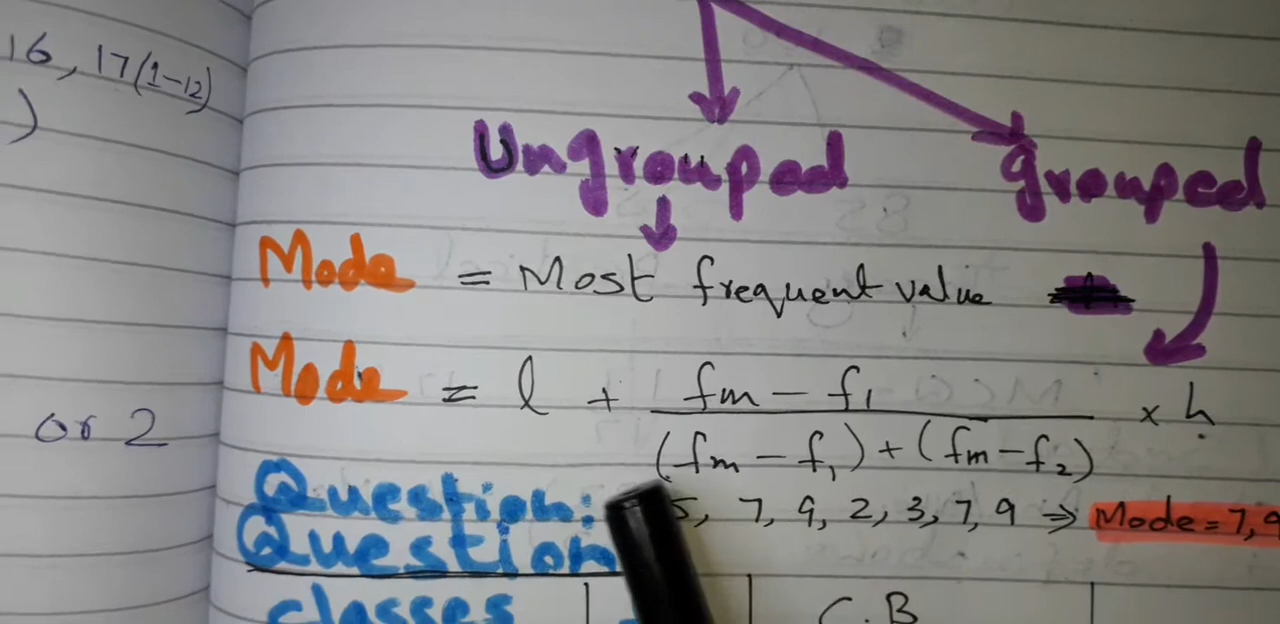 16, 17(1-12)
)
or 2
Ungrouped grouped
Mode = Most frequent value
Mode = l + fm - f1 / (fm - f1) + (fm - f2) × h
Question: 5, 7, 9, 2, 3, 7, 9 ⇒ Mode = 7, 9
Question
classes C.B